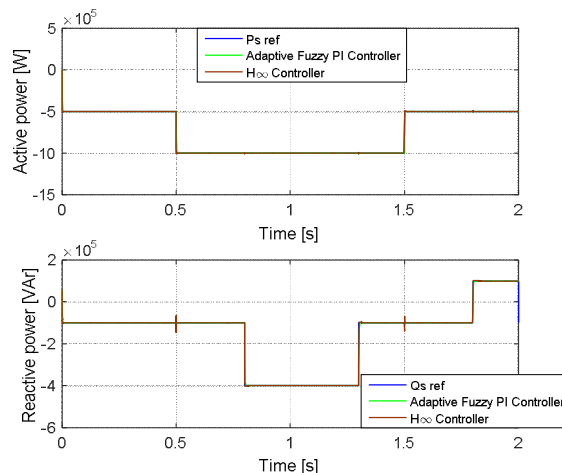 ×10⁵
5
0
-5
-10
-15
Active power [W]
Ps ref
Adaptive Fuzzy PI Controller
H∞ Controller
0
0.5
1
1.5
2
Time [s]
×10⁵
2
0
-2
-4
-6
Reactive power [VAr]
Qs ref
Adaptive Fuzzy PI Controller
H∞ Controller
0
0.5
1
1.5
2
Time [s]